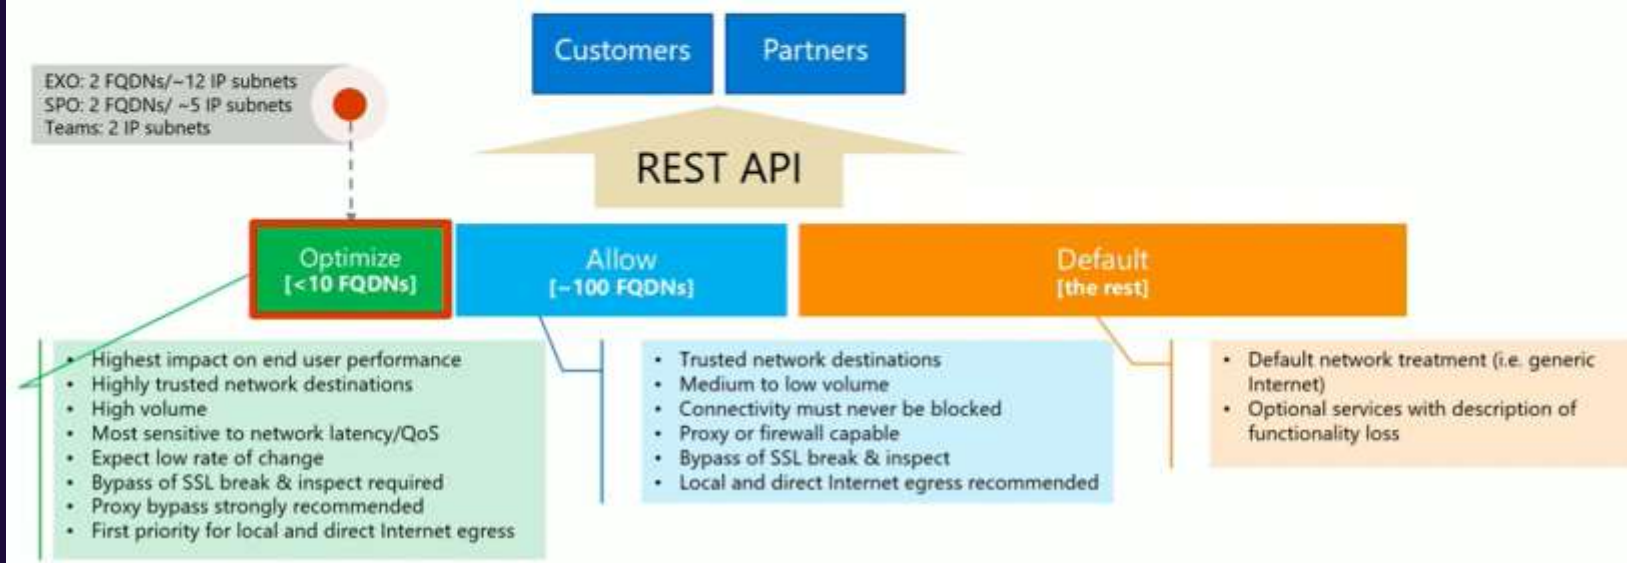 Customers
Partners
EXO: 2 FQDNs/~12 IP subnets
SPO: 2 FQDNs/ ~5 IP subnets
Teams: 2 IP subnets
REST API
Optimize
[<10 FQDNs]
Allow
[~100 FQDNs]
Default
[the rest]
• Highest impact on end user performance
• Highly trusted network destinations
• High volume
• Most sensitive to network latency/QoS
• Expect low rate of change
• Bypass of SSL break & inspect required
• Proxy bypass strongly recommended
• First priority for local and direct Internet egress
• Trusted network destinations
• Medium to low volume
• Connectivity must never be blocked
• Proxy or firewall capable
• Bypass of SSL break & inspect
• Local and direct Internet egress recommended
• Default network treatment (i.e. generic
Internet)
• Optional services with description of
functionality loss